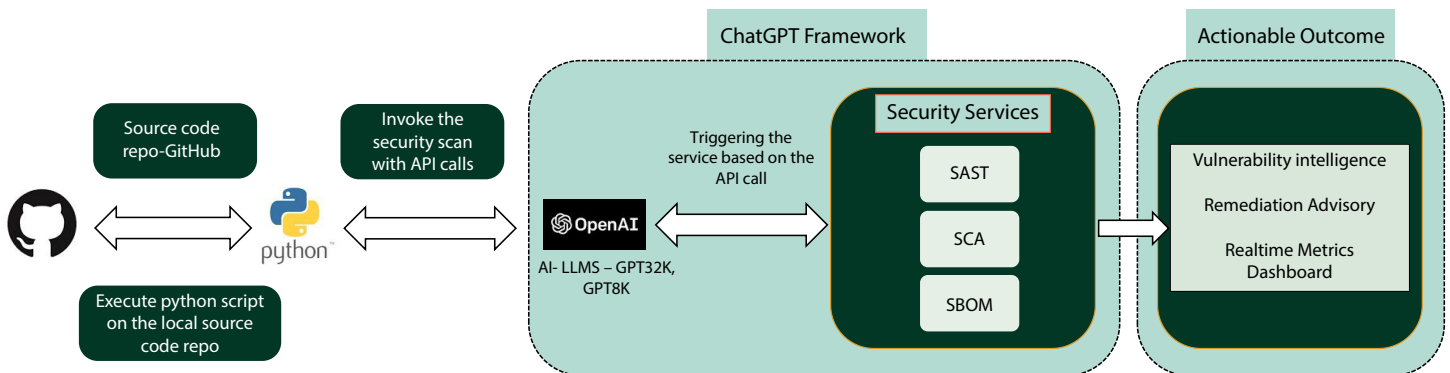 ChatGPT Framework
Actionable Outcome
Source code
repo-GitHub
Invoke the
security scan
with API calls
Security Services
Triggering the
service based on the
API call
SAST
SCA
SBOM
Vulnerability intelligence
Remediation Advisory
Realtime Metrics
Dashboard
python™
OpenAI
AI- LLMS – GPT32K,
GPT8K
Execute python script
on the local source
code repo